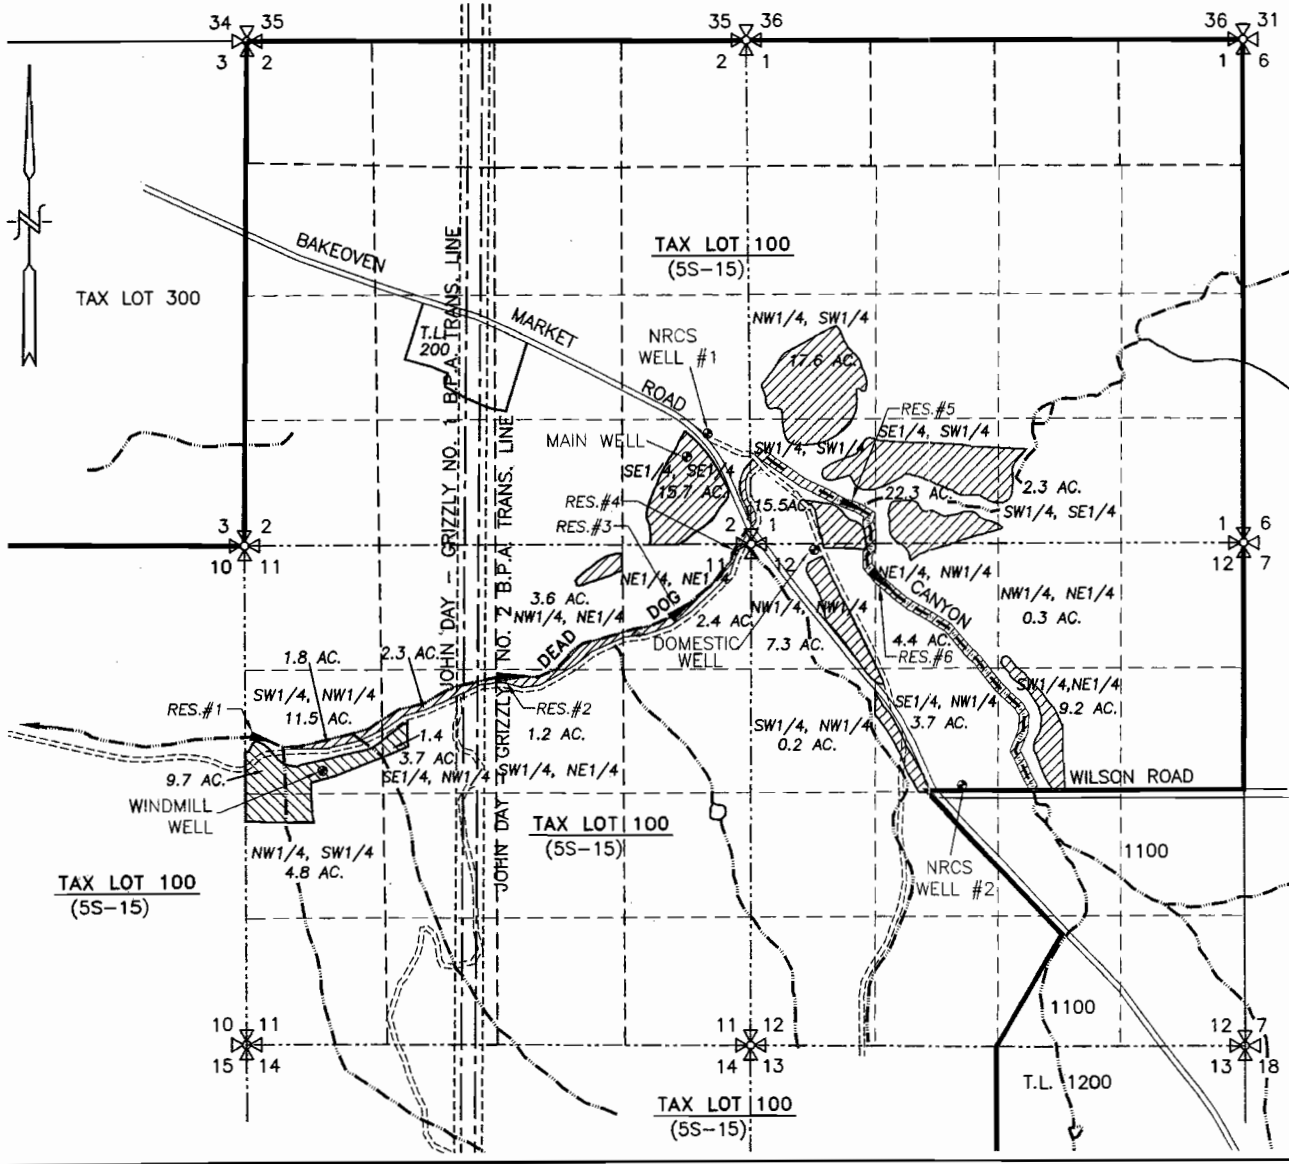 34 35
35 36
36 31
3 2
2 1
1 6
N
BAKEOVEN
MARKET
ROAD
TAX LOT 300
TAX LOT 100
(5S-15)
JOHN DAY - GRIZZLY NO. 1 B.P.A. TRANS. LINE
JOHN DAY - GRIZZLY NO. 2 B.P.A. TRANS. LINE
T.L.
200
NRCS
WELL #1
NW1/4, SW1/4
17.6 AC.
RES.#5
SE1/4, SW1/4
MAIN WELL
SW1/4, SW1/4
SE1/4, SE1/4
15.7 AC.
22.3 AC.
2.3 AC.
RES.#4
15.5AC.
SW1/4, SE1/4
RES.#3
3 2
2 1
1 6
10 11
11 12
12 7
NE1/4, NE1/4
NE1/4, NW1/4
3.6 AC.
NW1/4, NE1/4
DEAD
DOG
CANYON
2.4 AC.
NW1/4, NW1/4
NW1/4, NE1/4
0.3 AC.
DOMESTIC
WELL
7.3 AC.
4.4 AC.
RES.#6
1.8 AC.
2.3 AC.
SW1/4, NW1/4
11.5 AC.
RES.#1
RES.#2
1.2 AC.
SE1/4, NW1/4
3.7 AC.
SW1/4,NE1/4
9.2 AC.
SW1/4, NW1/4
0.2 AC.
1.4
3.7 AC.
SE1/4, NW1/4
SW1/4, NE1/4
9.7 AC.
WINDMILL
WELL
WILSON ROAD
TAX LOT 100
(5S-15)
NW1/4, SW1/4
4.8 AC.
TAX LOT 100
(5S-15)
NRCS
WELL #2
1100
1100
10 11
11 12
12 7
15 14
14 13
13 18
T.L. 1200
TAX LOT 100
(5S-15)